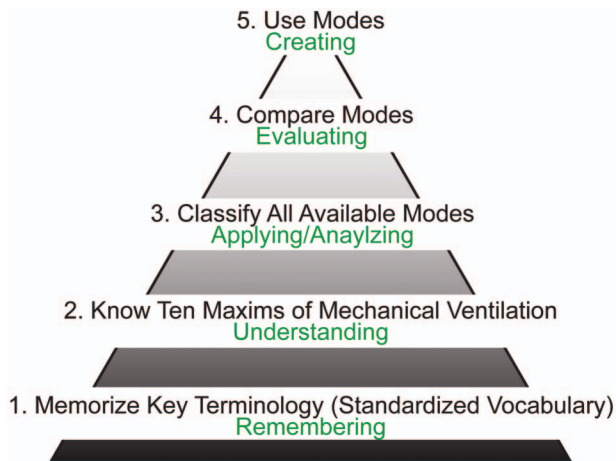 5. Use Modes
Creating
4. Compare Modes
Evaluating
3. Classify All Available Modes
Applying/Anaylzing
2. Know Ten Maxims of Mechanical Ventilation
Understanding
1. Memorize Key Terminology (Standardized Vocabulary)
Remembering